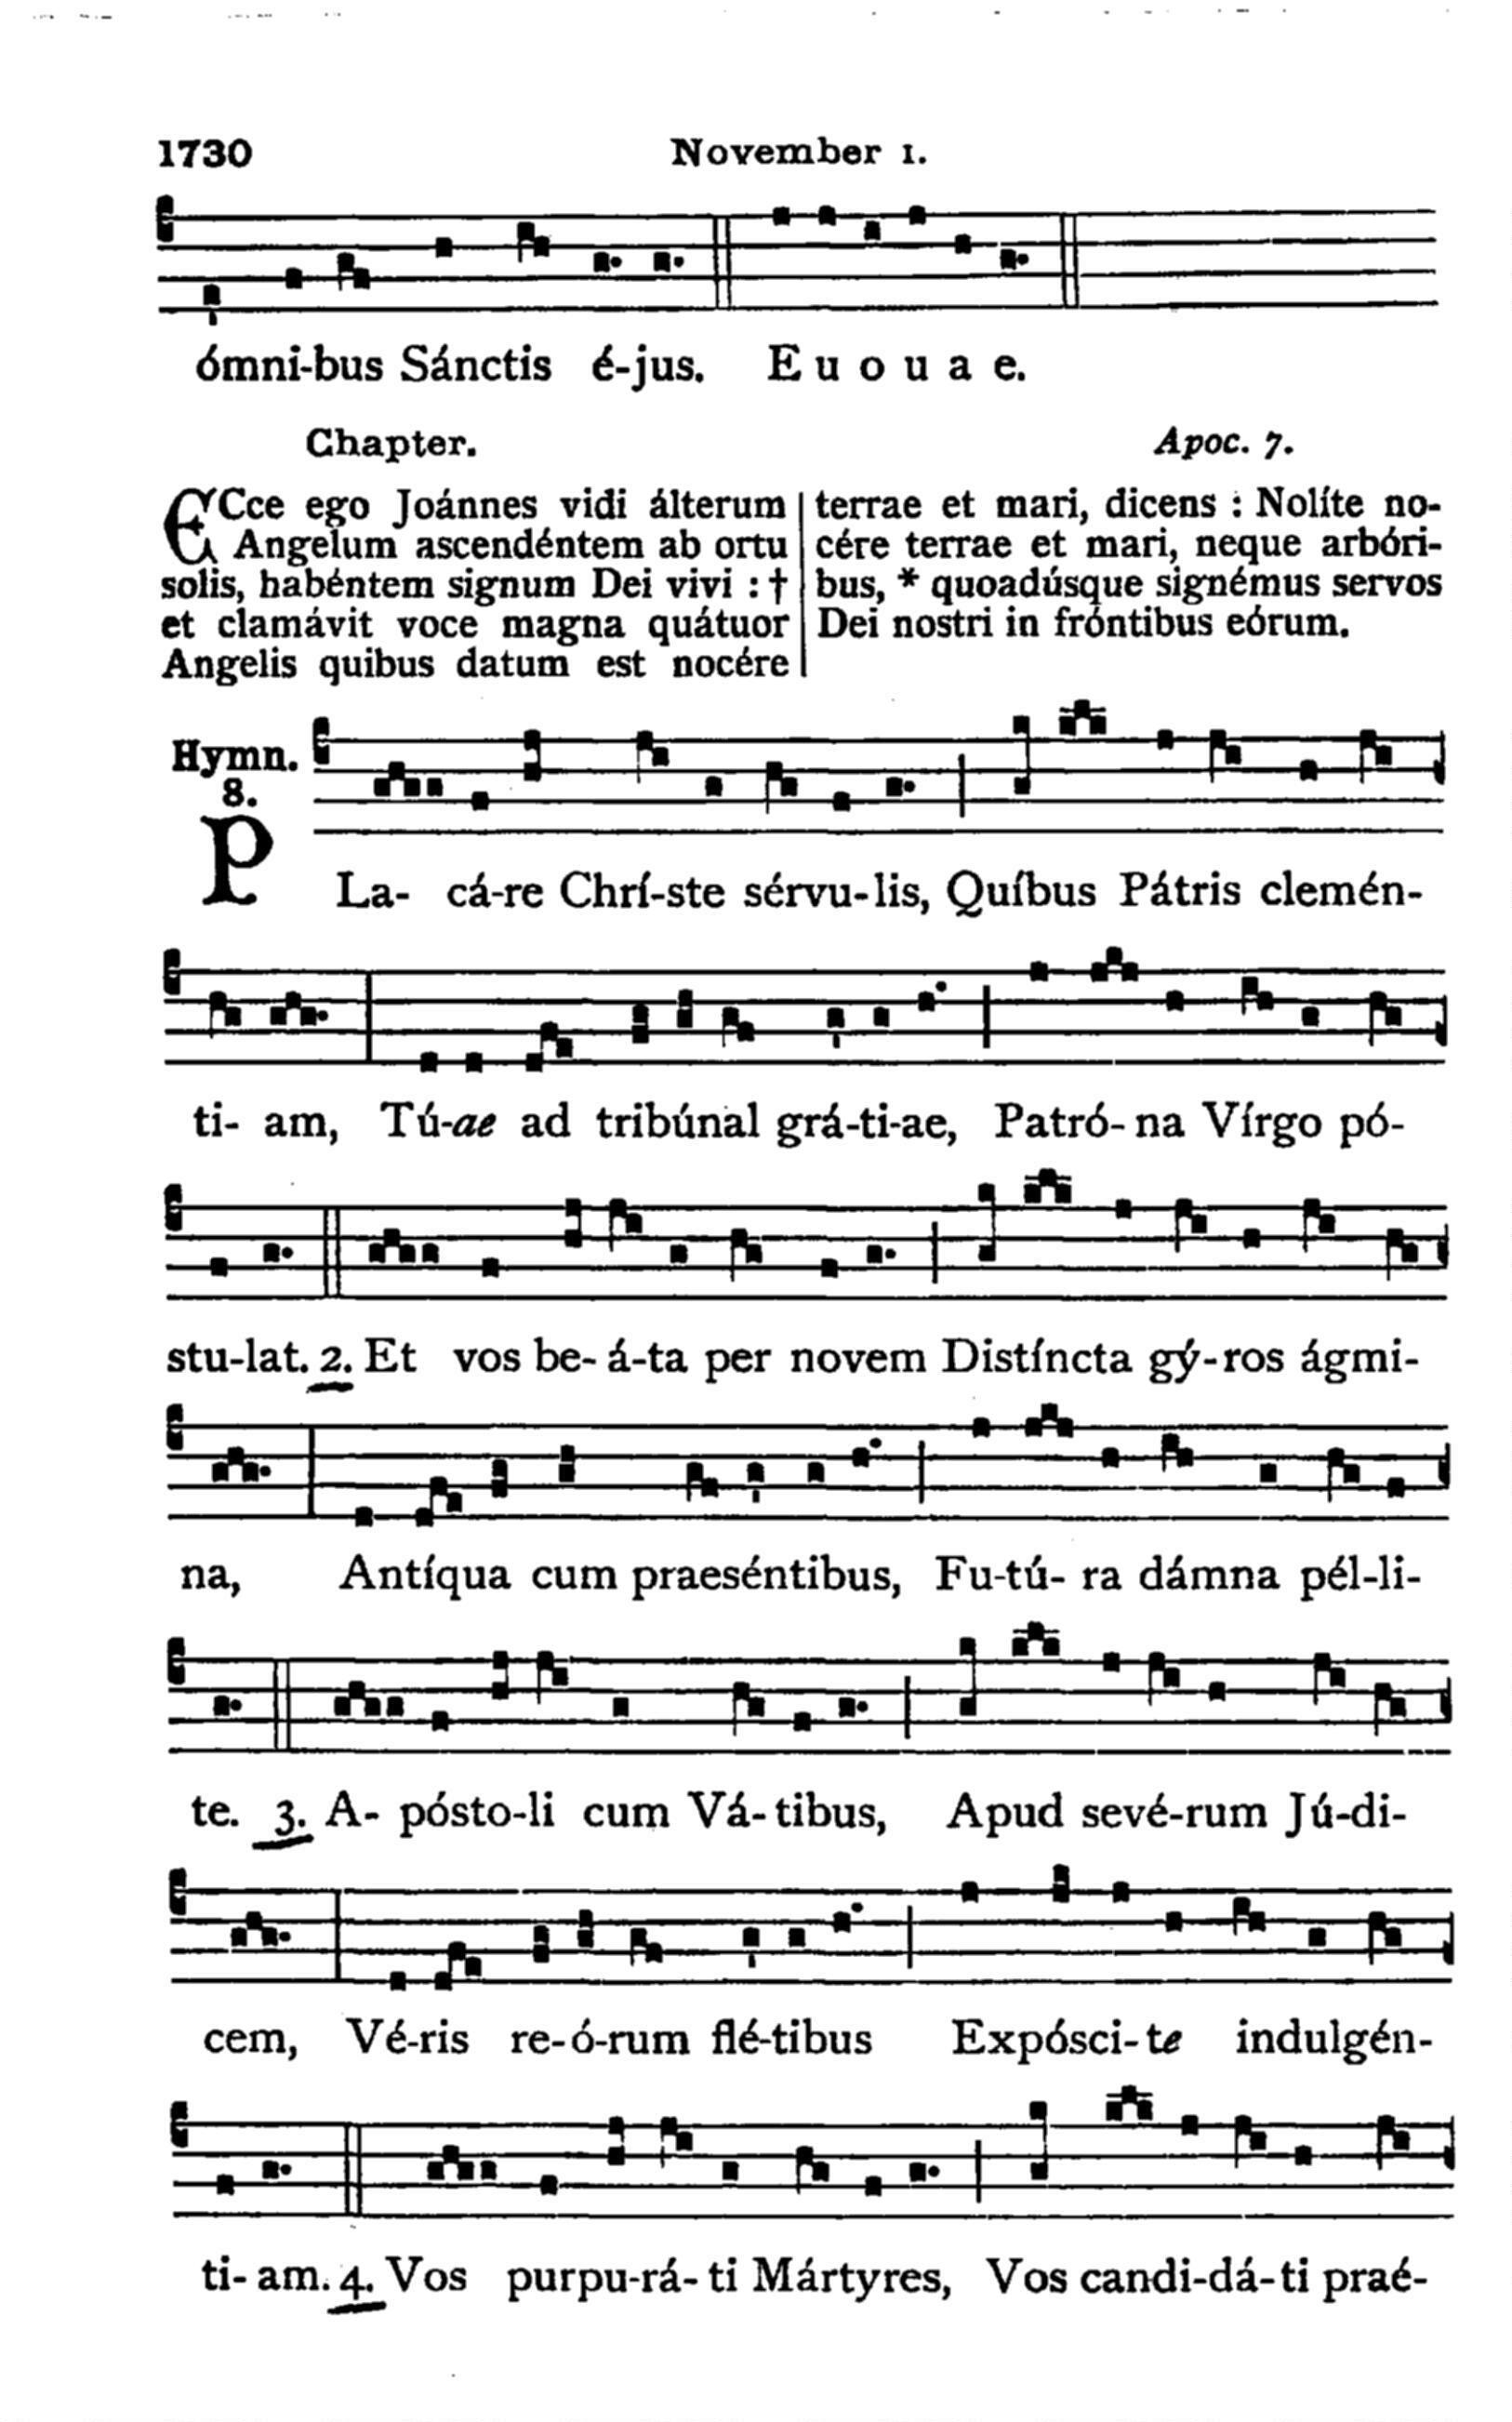 1730 November 1.
ómni-bus Sánctis é-jus. E u o u a e.
Chapter. Apoc. 7.
ECce ego Joánnes vidi álterum
Angelum ascendéntem ab ortu
solis, habéntem signum Dei vivi : †
et clamávit voce magna quátuor
Angelis quibus datum est nocére
terrae et mari, dicens : Nolíte no-
cére terrae et mari, neque arbóri-
bus, * quoadúsque signémus servos
Dei nostri in fróntibus eórum.
Hymn.
8.
PLa- cá-re Chrí-ste sérvu-lis, Quíbus Pátris clemén-
ti- am, Tú-ae ad tribúnal grá-ti-ae, Patró-na Vírgo pó-
stu-lat. 2. Et vos be- á-ta per novem Distíncta gý-ros ágmi-
na, Antíqua cum praeséntibus, Fu-tú- ra dámna pél-li-
te. 3. A- pósto-li cum Vá-tibus, Apud sevé-rum Jú-di-
cem, Vé-ris re-ó-rum flé-tibus Expósci-te indulgén-
ti- am. 4. Vos purpu-rá-ti Mártyres, Vos candi-dá-ti praé-